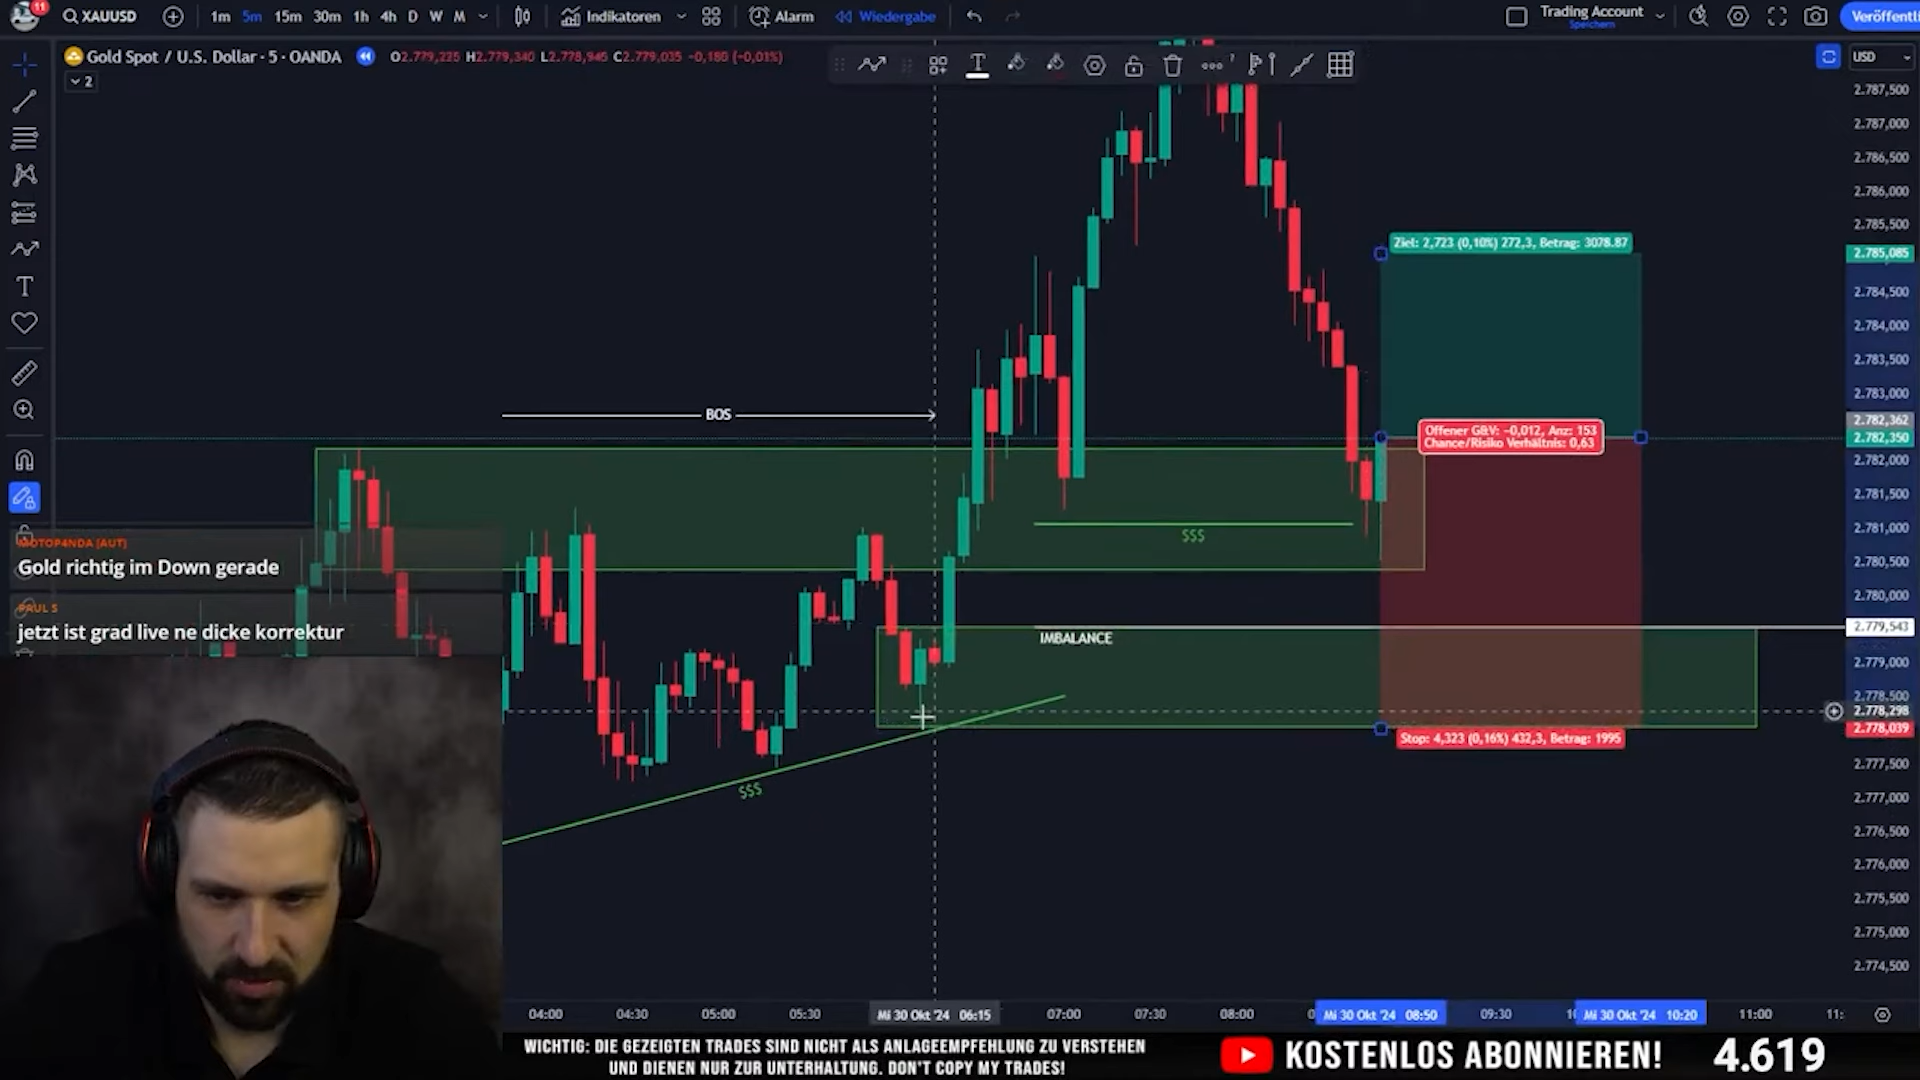 11
XAUUSD
1m 5m 15m 30m 1h 4h D W M
Indikatoren
Alarm
Wiedergabe
Trading Account
Speichern
Veröffentl
Gold Spot / U.S. Dollar · 5 · OANDA
O2.779,225 H2.779,340 L2.778,945 C2.779,035 -0,180 (-0,01%)
2
USD
2.787,500
2.787,000
2.786,500
2.786,000
2.785,500
Ziel: 2,723 (0,10%) 272,3, Betrag: 3078.87
2.785,085
2.784,500
2.784,000
2.783,500
2.783,000
BOS
2.782,362
Offener G&V: −0,012, Anz: 153
Chance/Risiko Verhältnis: 0,63
2.782,350
2.782,000
2.781,500
2.781,000
$$$
MOTOP4NDA [AUT]
Gold richtig im Down gerade
2.780,500
2.780,000
PAUL S
jetzt ist grad live ne dicke korrektur
IMBALANCE
2.779,543
2.779,000
2.778,500
2.778,298
2.778,039
Stop: 4,323 (0,16%) 432,3, Betrag: 1995
2.777,500
$$$
2.777,000
2.776,500
2.776,000
2.775,500
2.775,000
2.774,500
04:00 04:30 05:00 05:30 Mi 30 Okt '24 06:15 07:00 07:30 08:00 Mi 30 Okt '24 08:50 09:30 Mi 30 Okt '24 10:20 11:00 11:
WICHTIG: DIE GEZEIGTEN TRADES SIND NICHT ALS ANLAGEEMPFEHLUNG ZU VERSTEHEN
UND DIENEN NUR ZUR UNTERHALTUNG. DON'T COPY MY TRADES!
KOSTENLOS ABONNIEREN!
4.619